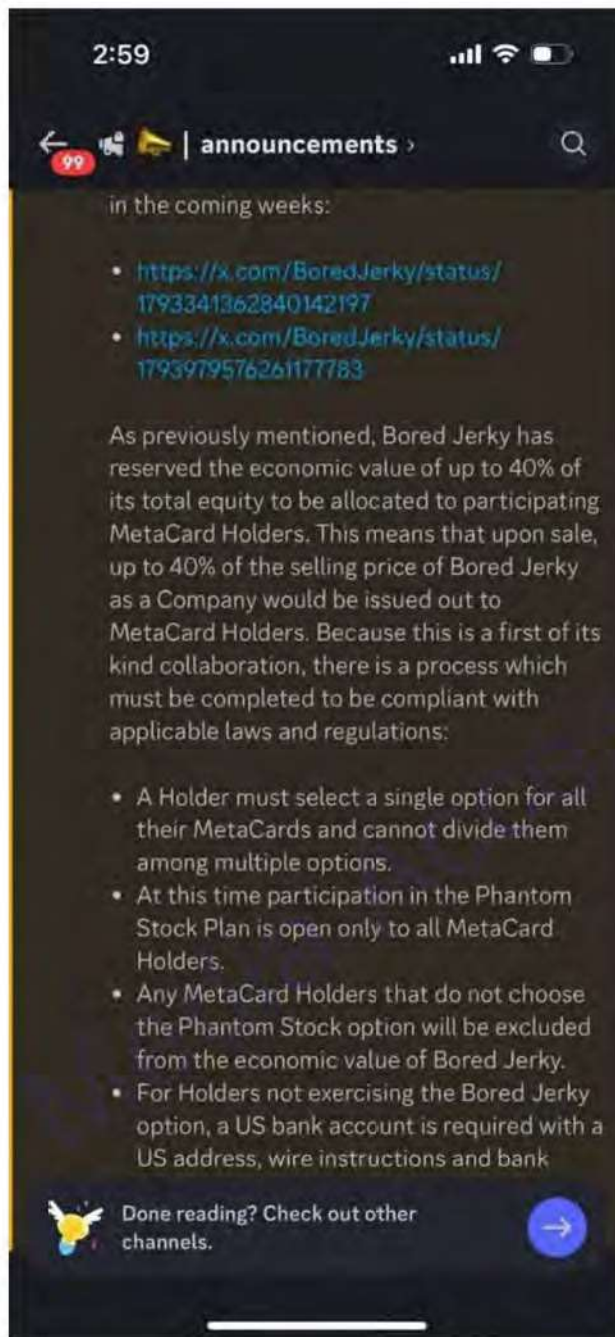 2:59
99
| announcements ›
in the coming weeks:
• https://x.com/BoredJerky/status/
1793341362840142197
• https://x.com/BoredJerky/status/
1793979576261177783
As previously mentioned, Bored Jerky has
reserved the economic value of up to 40% of
its total equity to be allocated to participating
MetaCard Holders. This means that upon sale,
up to 40% of the selling price of Bored Jerky
as a Company would be issued out to
MetaCard Holders. Because this is a first of its
kind collaboration, there is a process which
must be completed to be compliant with
applicable laws and regulations:
• A Holder must select a single option for all
their MetaCards and cannot divide them
among multiple options.
• At this time participation in the Phantom
Stock Plan is open only to all MetaCard
Holders.
• Any MetaCard Holders that do not choose
the Phantom Stock option will be excluded
from the economic value of Bored Jerky.
• For Holders not exercising the Bored Jerky
option, a US bank account is required with a
US address, wire instructions and bank
Done reading? Check out other
channels.